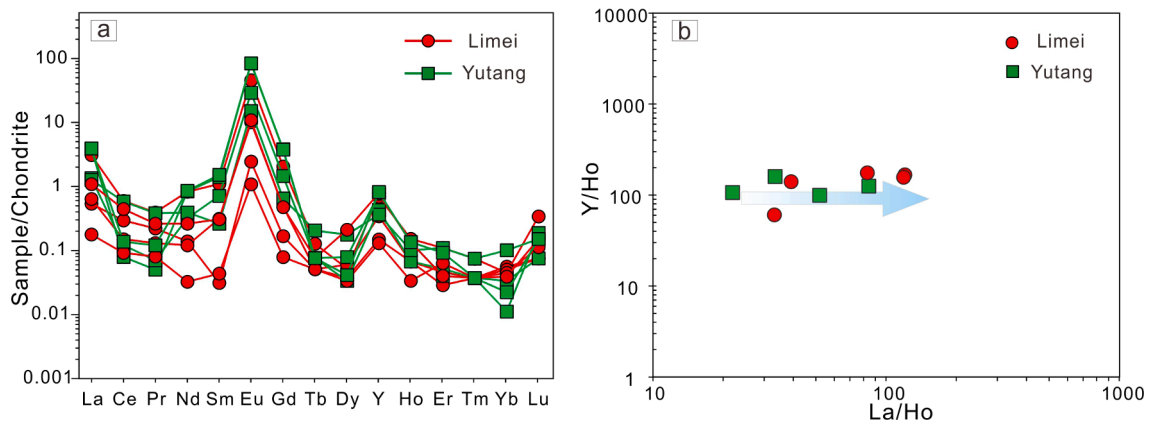 a
Limei
Yutang
Sample/Chondrite
100
10
1
0.1
0.01
0.001
La Ce Pr Nd Sm Eu Gd Tb Dy Y Ho Er Tm Yb Lu
b
Limei
Yutang
Y/Ho
10000
1000
100
10
1
10 100 1000
La/Ho